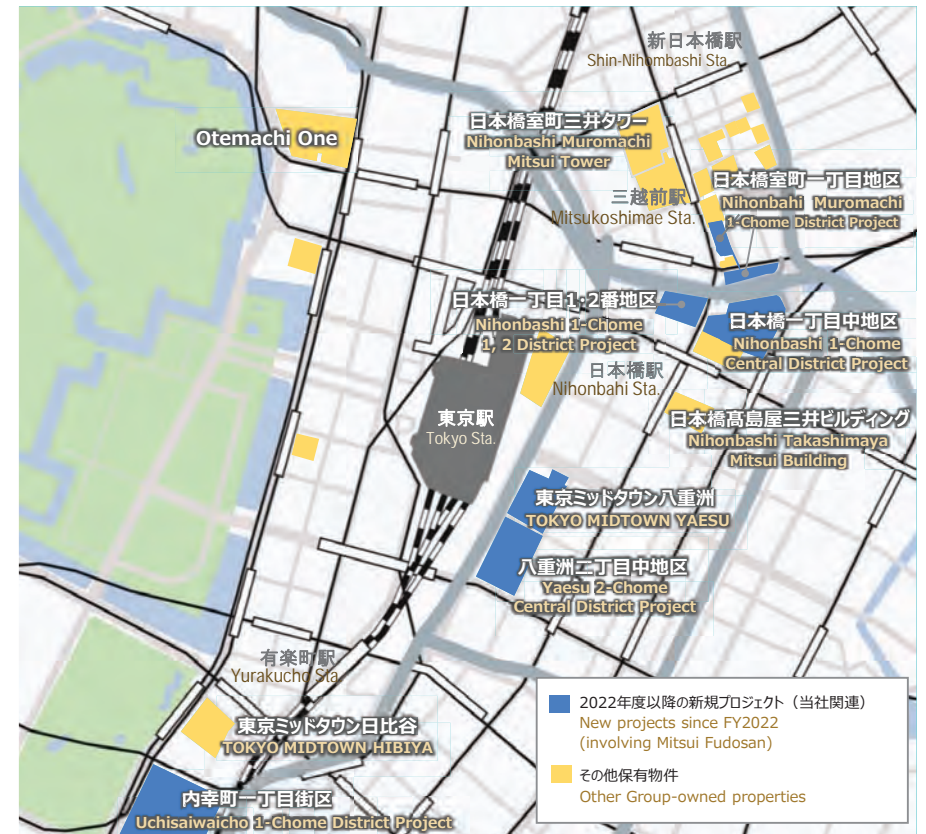 新日本橋駅
Shin-Nihombashi Sta.
Otemachi One
日本橋室町三井タワー
Nihonbashi Muromachi
Mitsui Tower
三越前駅
Mitsukoshimae Sta.
日本橋室町一丁目地区
Nihonbahi Muromachi
1-Chome District Project
日本橋一丁目1・2番地区
Nihonbashi 1-Chome
1, 2 District Project
日本橋一丁目中地区
Nihonbashi 1-Chome
Central District Project
日本橋駅
Nihonbahi Sta.
東京駅
Tokyo Sta.
日本橋髙島屋三井ビルディング
Nihonbashi Takashimaya
Mitsui Building
東京ミッドタウン八重洲
TOKYO MIDTOWN YAESU
八重洲二丁目中地区
Yaesu 2-Chome
Central District Project
有楽町駅
Yurakucho Sta.
東京ミッドタウン日比谷
TOKYO MIDTOWN HIBIYA
内幸町一丁目街区
Uchisaiwaicho 1-Chome District Project
2022年度以降の新規プロジェクト（当社関連）
New projects since FY2022
(involving Mitsui Fudosan)
その他保有物件
Other Group-owned properties